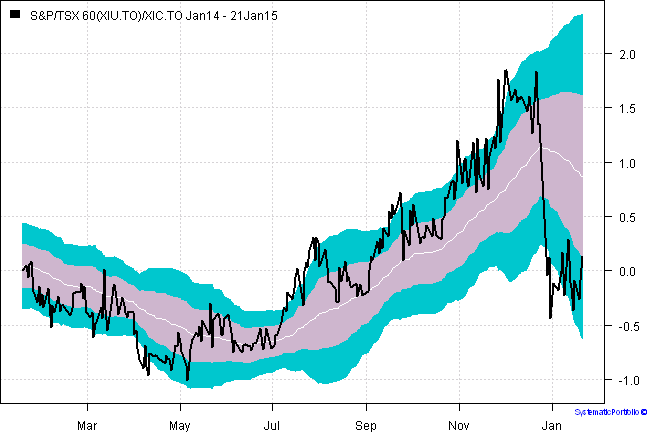 S&P/TSX 60(XIU.TO)/XIC.TO Jan14 - 21Jan15
2.0
1.5
1.0
0.5
0.0
-0.5
-1.0
Mar May Jul Sep Nov Jan
SystematicPortfolio ©